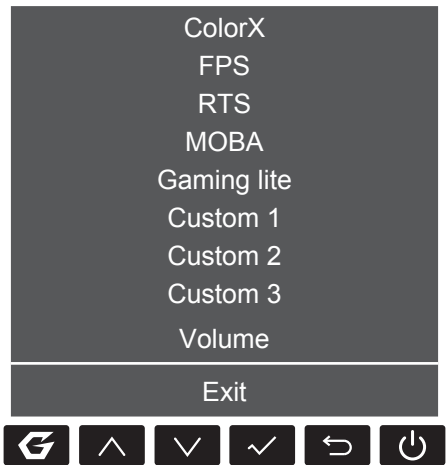 ColorX
FPS
RTS
MOBA
Gaming lite
Custom 1
Custom 2
Custom 3
Volume
Exit